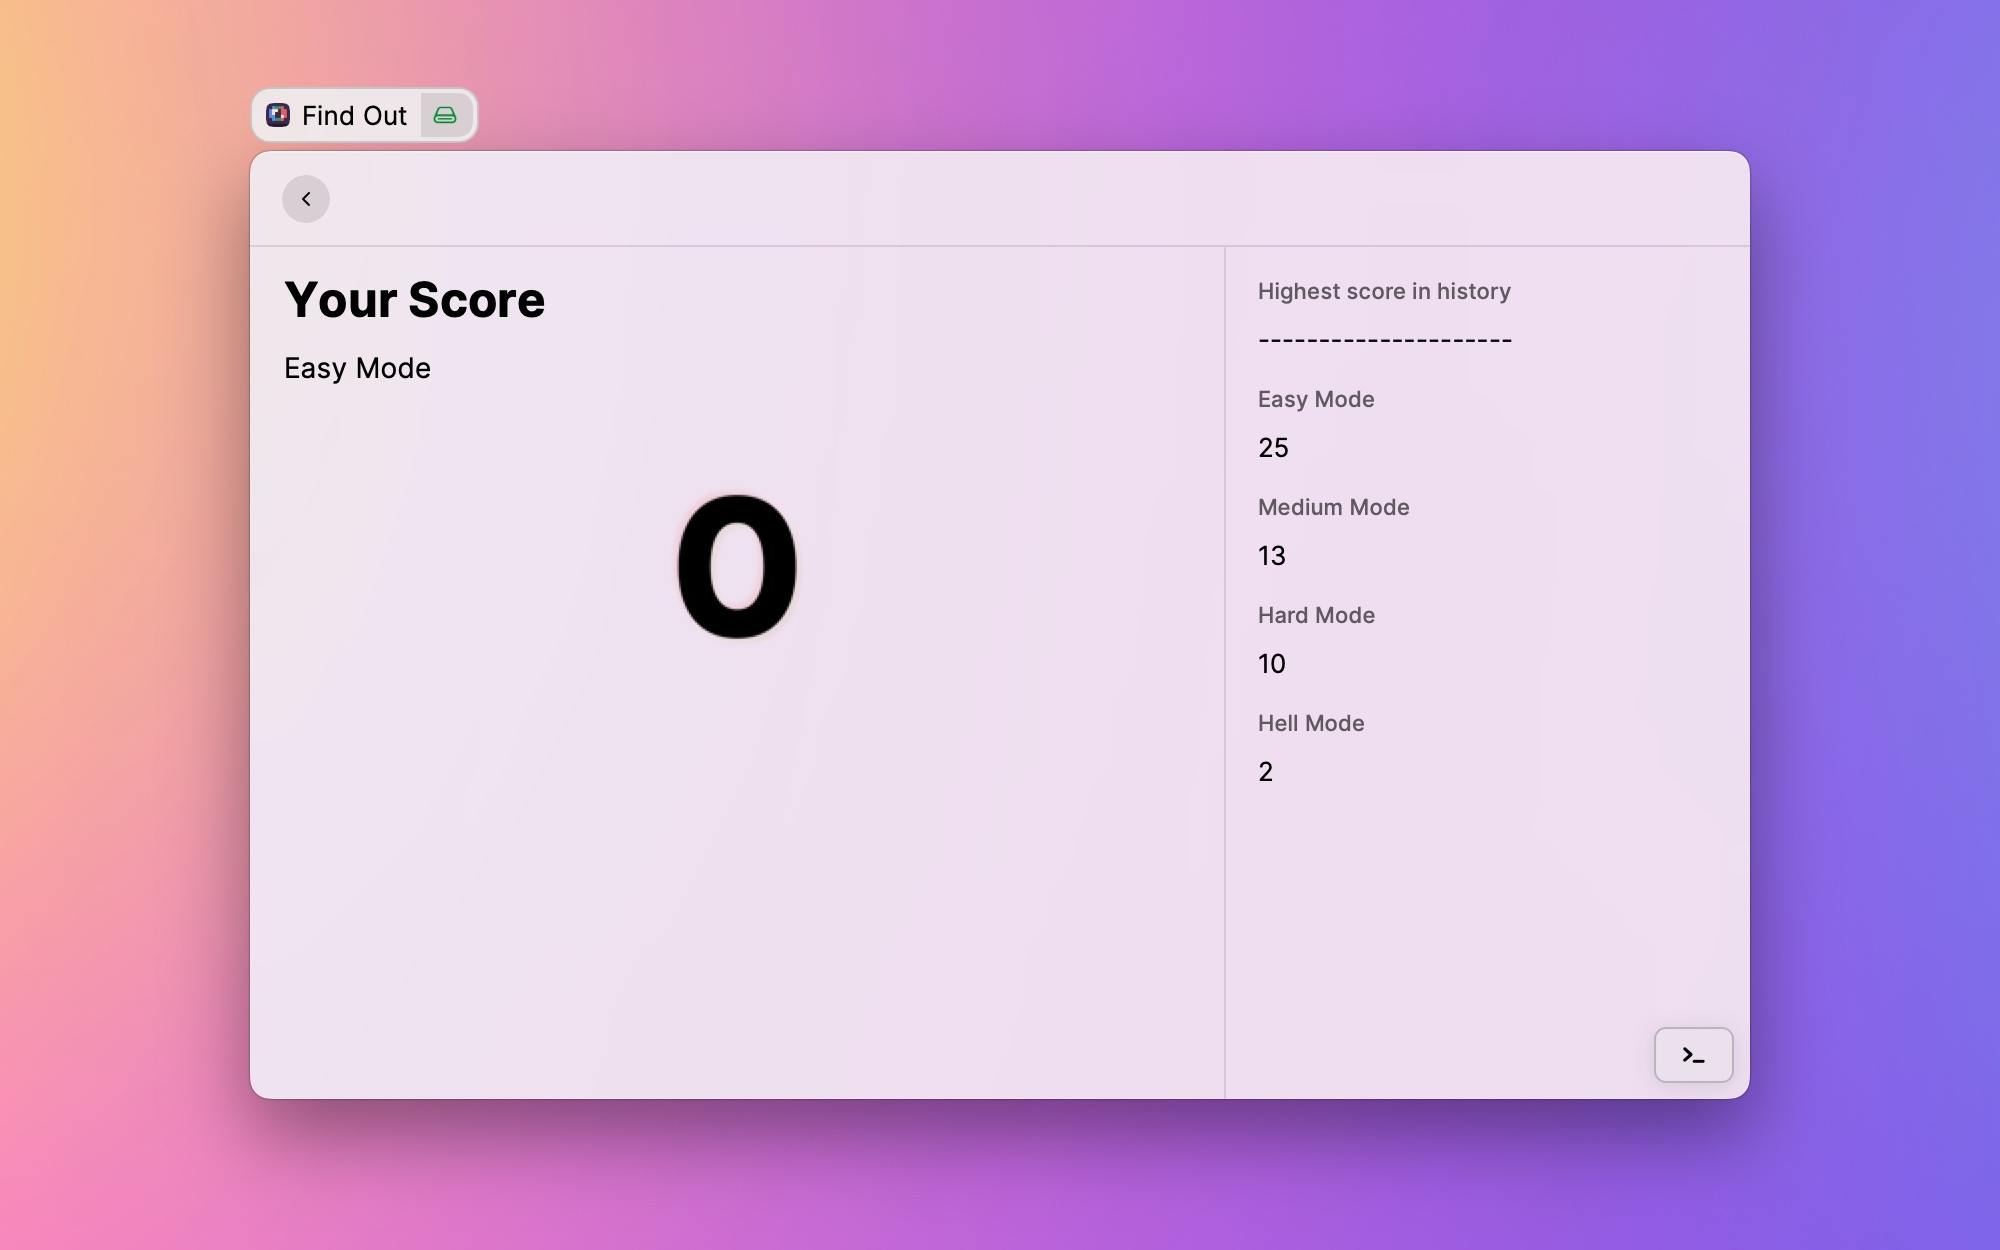 Find Out
Your Score
Easy Mode
0
Highest score in history
---------------------
Easy Mode
25
Medium Mode
13
Hard Mode
10
Hell Mode
2
>_